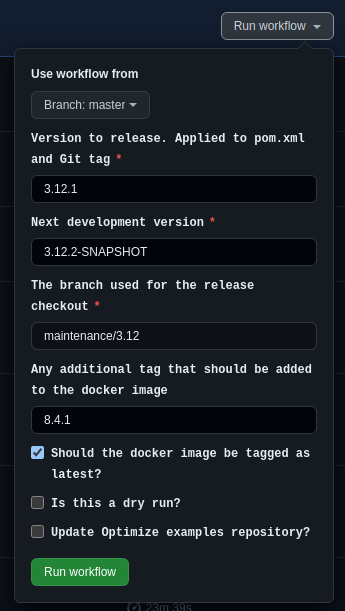 Run workflow
Use workflow from
Branch: master
Version to release. Applied to pom.xml
and Git tag *
3.12.1
Next development version *
3.12.2-SNAPSHOT
The branch used for the release
checkout *
maintenance/3.12
Any additional tag that should be added
to the docker image
8.4.1
Should the docker image be tagged as
latest?
Is this a dry run?
Update Optimize examples repository?
Run workflow
23m 39s